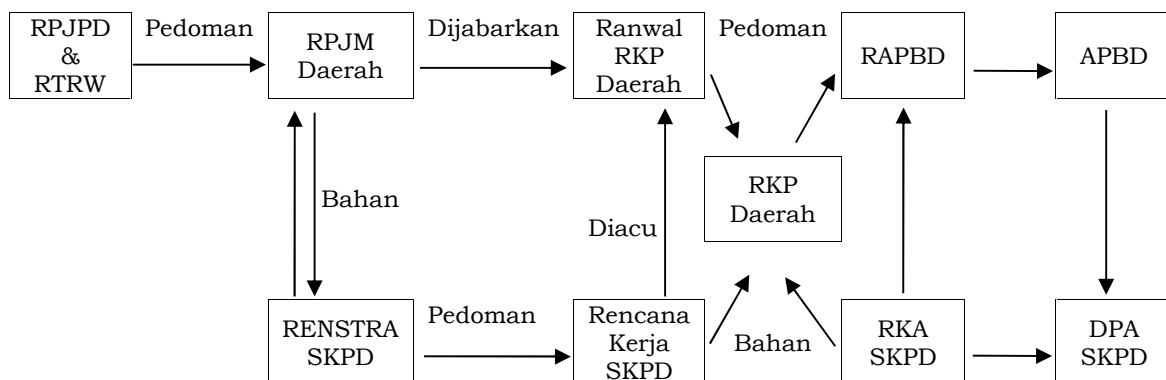 RPJPD
&
RTRW
Pedoman
RPJM
Daerah
Dijabarkan
Ranwal
RKP
Daerah
Pedoman
RAPBD
APBD
RKP
Daerah
Bahan
Diacu
RENSTRA
SKPD
Pedoman
Rencana
Kerja
SKPD
Bahan
RKA
SKPD
DPA
SKPD